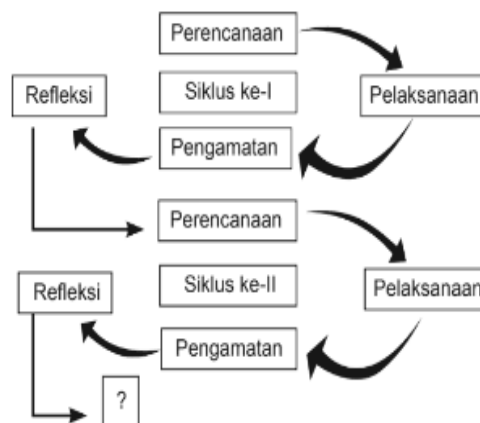 Perencanaan
Refleksi
Siklus ke-I
Pelaksanaan
Pengamatan
Perencanaan
Refleksi
Siklus ke-II
Pelaksanaan
Pengamatan
?